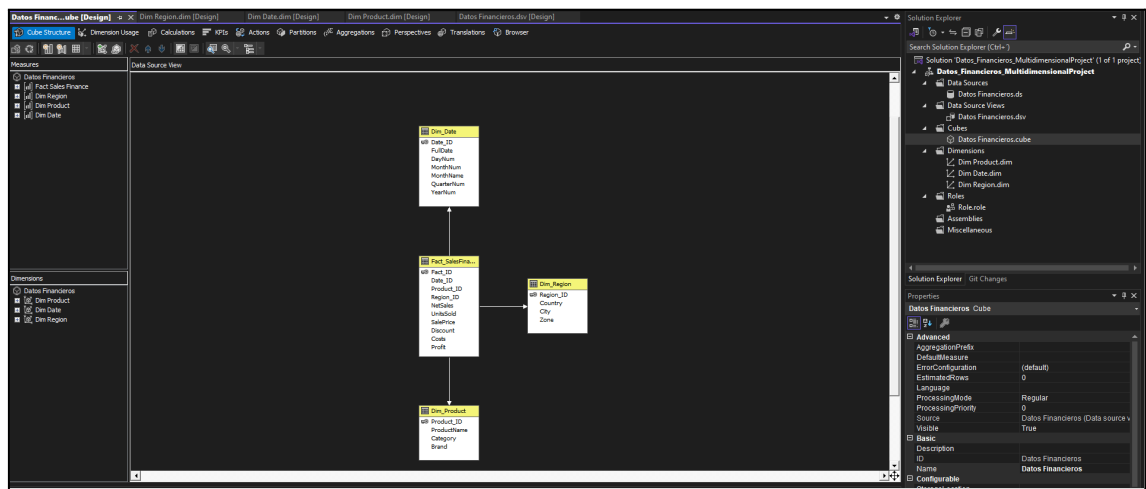 Datos Financ...ube [Design]
Dim Region.dim [Design]
Dim Date.dim [Design]
Dim Product.dim [Design]
Datos Financieros.dsv [Design]
Cube Structure
Dimension Usage
Calculations
KPIs
Actions
Partitions
Aggregations
Perspectives
Translations
Browser
Measures
Datos Financieros
Fact Sales Finance
Dim Region
Dim Product
Dim Date
Dimensions
Datos Financieros
Dim Product
Dim Date
Dim Region
Data Source View
Dim_Date
Date_ID
FullDate
DayNum
MonthNum
MonthName
QuarterNum
YearNum
Fact_SalesFina...
Fact_ID
Date_ID
Product_ID
Region_ID
NetSales
UnitsSold
SalePrice
Discount
Costs
Profit
Dim_Region
Region_ID
Country
City
Zone
Dim_Product
Product_ID
ProductName
Category
Brand
Solution Explorer
Search Solution Explorer (Ctrl+ ́)
Solution 'Datos_Financieros_MultidimensionalProject' (1 of 1 project)
Datos_Financieros_MultidimensionalProject
Data Sources
Datos Financieros.ds
Data Source Views
Datos Financieros.dsv
Cubes
Datos Financieros.cube
Dimensions
Dim Product.dim
Dim Date.dim
Dim Region.dim
Roles
Role.role
Assemblies
Miscellaneous
Solution Explorer Git Changes
Properties
Datos Financieros Cube
Advanced
AggregationPrefix
DefaultMeasure
ErrorConfiguration (default)
EstimatedRows 0
Language
ProcessingMode Regular
ProcessingPriority 0
Source Datos Financieros (Data source v
Visible True
Basic
Description
ID Datos Financieros
Name Datos Financieros
Configurable